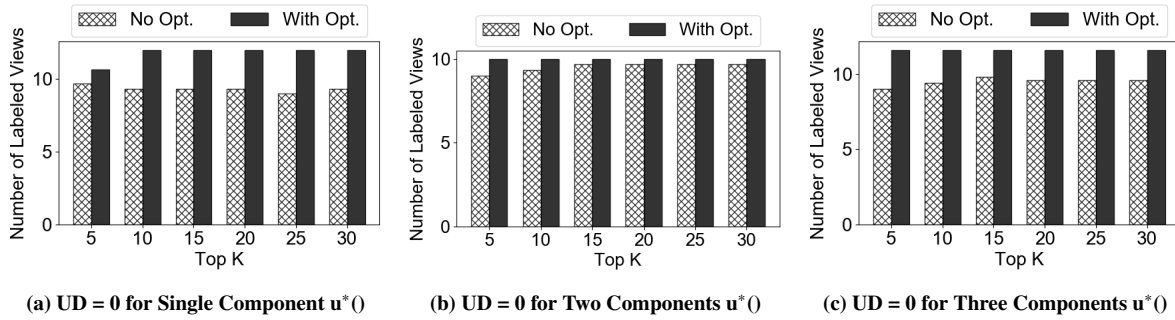 No Opt. With Opt.
Number of Labeled Views
10
5
0
5 10 15 20 25 30
Top K
(a) UD = 0 for Single Component u*()
No Opt. With Opt.
Number of Labeled Views
10
5
0
5 10 15 20 25 30
Top K
(b) UD = 0 for Two Components u*()
No Opt. With Opt.
Number of Labeled Views
10
5
0
5 10 15 20 25 30
Top K
(c) UD = 0 for Three Components u*()